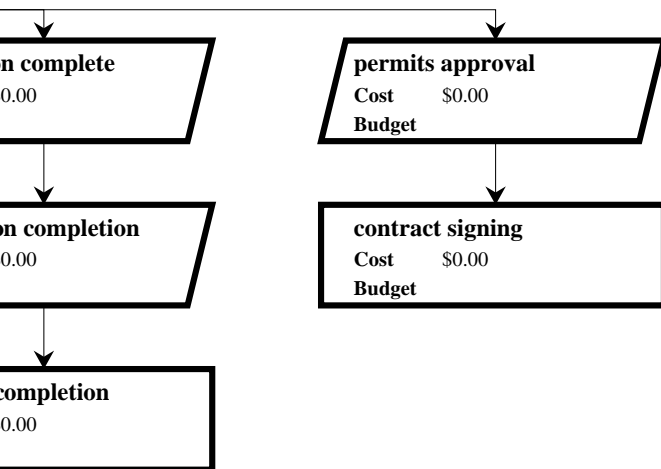 on complete
0.00
permits approval
Cost $0.00
Budget
on completion
0.00
contract signing
Cost $0.00
Budget
completion
0.00